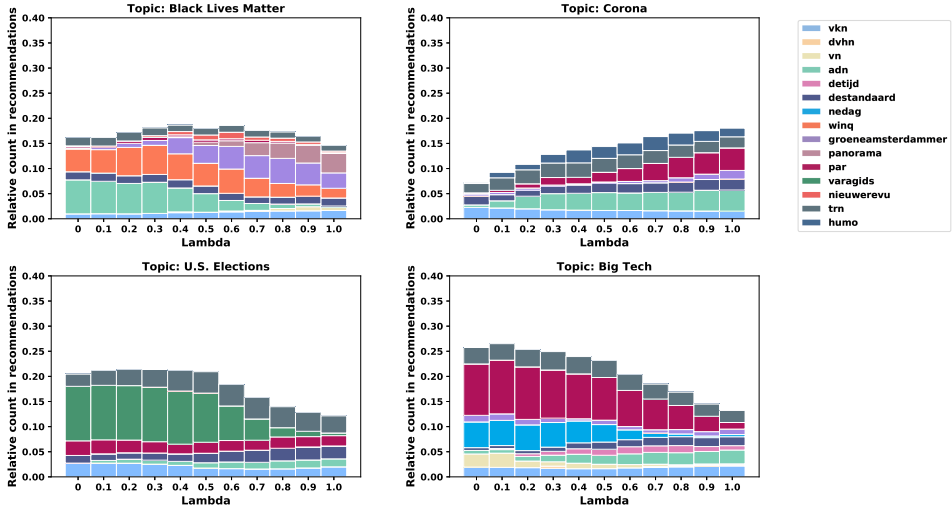 Topic: Black Lives Matter
Relative count in recommendations
0.40
0.35
0.30
0.25
0.20
0.15
0.10
0.05
0.00
0 0.1 0.2 0.3 0.4 0.5 0.6 0.7 0.8 0.9 1.0
Lambda
Topic: Corona
Relative count in recommendations
0.40
0.35
0.30
0.25
0.20
0.15
0.10
0.05
0.00
0 0.1 0.2 0.3 0.4 0.5 0.6 0.7 0.8 0.9 1.0
Lambda
vkn
dvhn
vn
adn
detijd
destandaard
nedag
winq
groeneamsterdammer
panorama
par
varagids
nieuwerevu
trn
humo
Topic: U.S. Elections
Relative count in recommendations
0.40
0.35
0.30
0.25
0.20
0.15
0.10
0.05
0.00
0 0.1 0.2 0.3 0.4 0.5 0.6 0.7 0.8 0.9 1.0
Lambda
Topic: Big Tech
Relative count in recommendations
0.40
0.35
0.30
0.25
0.20
0.15
0.10
0.05
0.00
0 0.1 0.2 0.3 0.4 0.5 0.6 0.7 0.8 0.9 1.0
Lambda